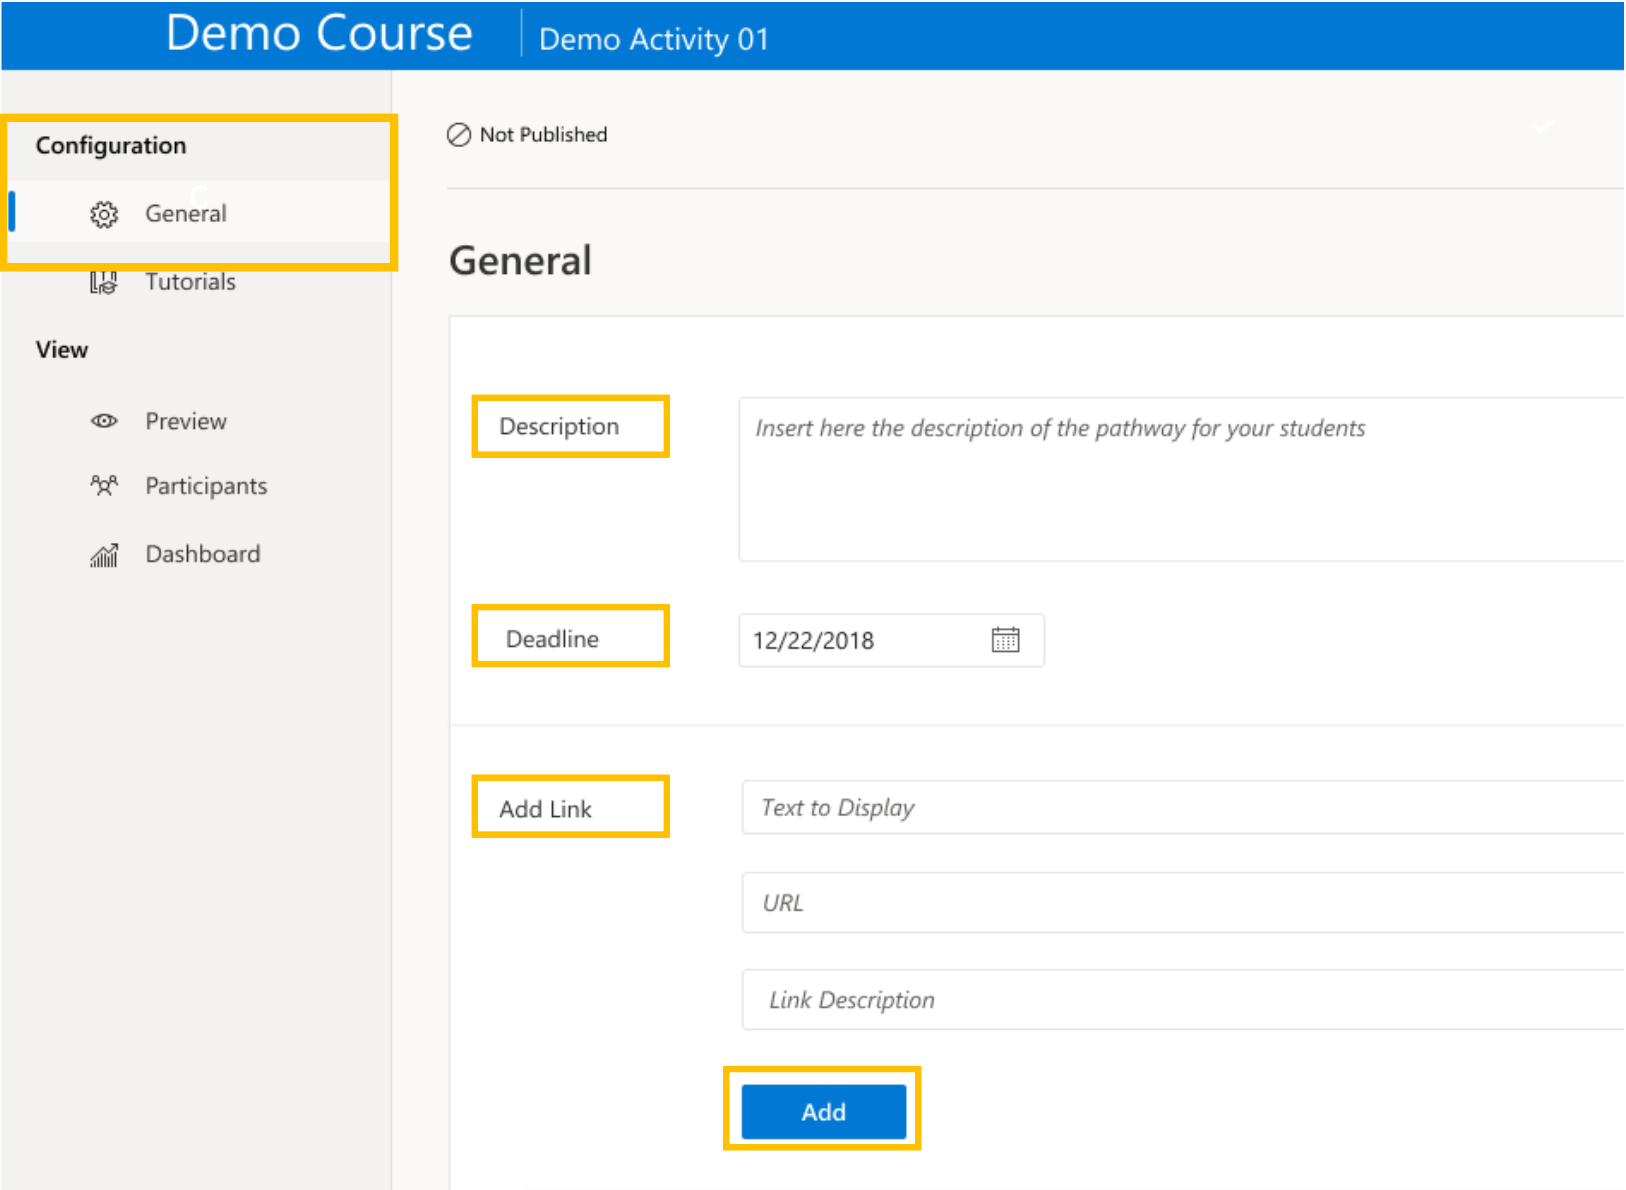 Demo Course
Demo Activity 01
Configuration
General
Tutorials
View
Preview
Participants
Dashboard
Not Published
General
Description
Insert here the description of the pathway for your students
Deadline
12/22/2018
Add Link
Text to Display
URL
Link Description
Add